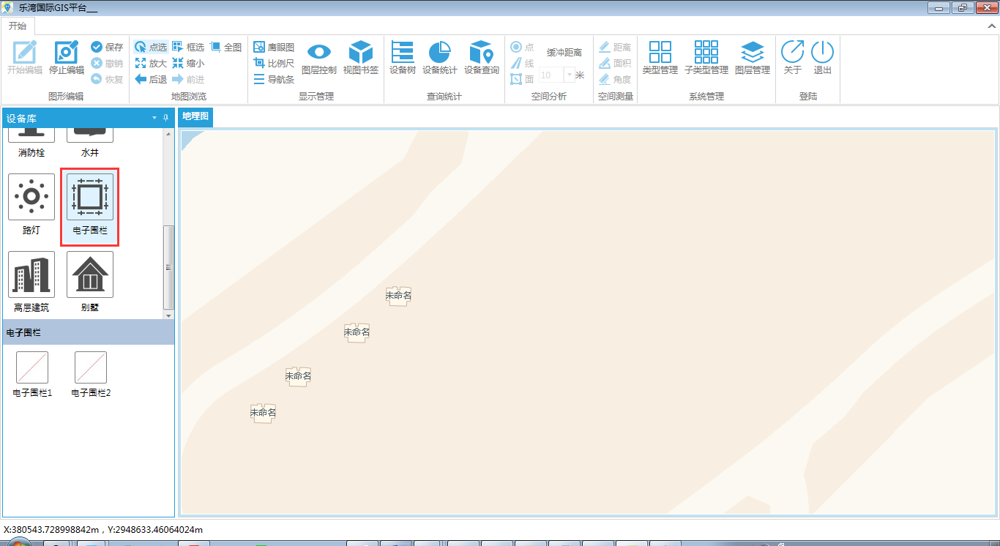 乐湾国际GIS平台___
开始
开始编辑
停止编辑
保存
撤销
恢复
图形编辑
点选
框选
全图
放大
缩小
后退
前进
地图浏览
鹰眼图
比例尺
导航条
图层控制
视图书签
显示管理
设备树
设备统计
设备查询
查询统计
点
线
面
缓冲距离
10
米
空间分析
距离
面积
角度
空间测量
类型管理
子类型管理
图层管理
系统管理
关于
退出
登陆
设备库
消防栓
水井
路灯
电子围栏
高层建筑
别墅
电子围栏
电子围栏1
电子围栏2
地理图
未命名
未命名
未命名
未命名
X:380543.728998842m，Y:2948633.46064024m